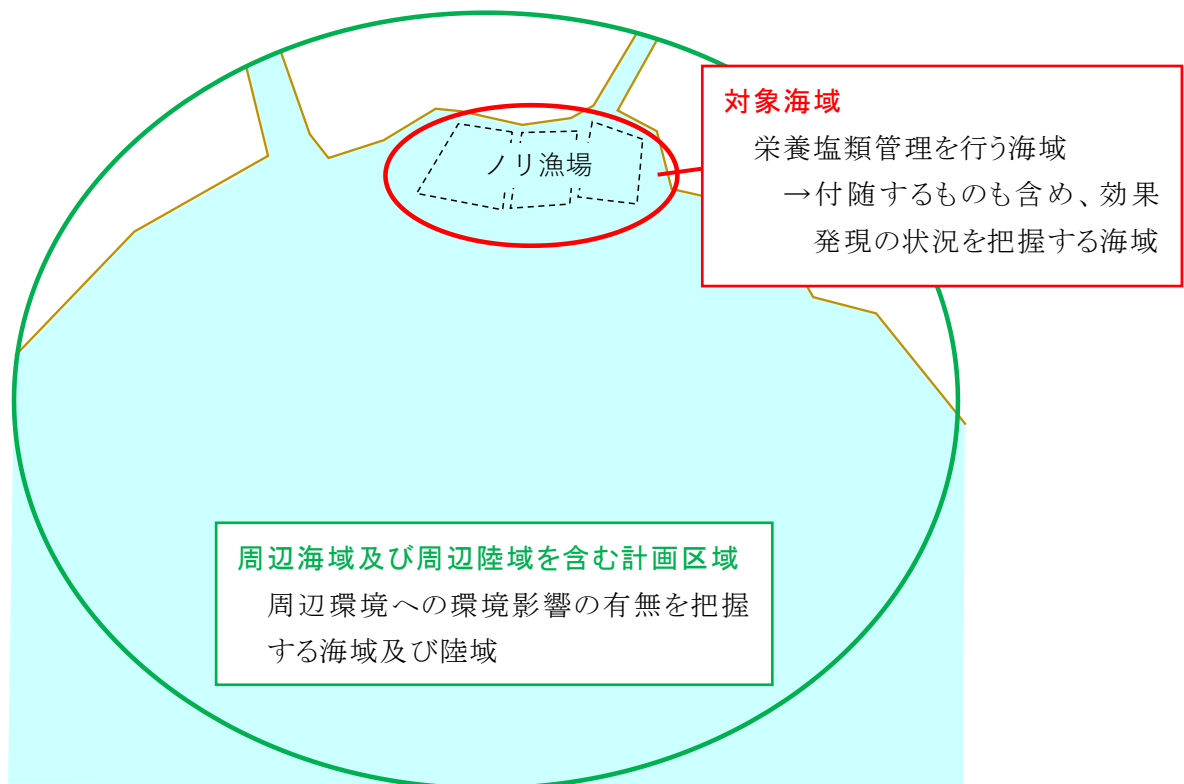 対象海域
栄養塩類管理を行う海域
→付随するものも含め、効果
発現の状況を把握する海域
ノリ漁場
周辺海域及び周辺陸域を含む計画区域
周辺環境への環境影響の有無を把握
する海域及び陸域